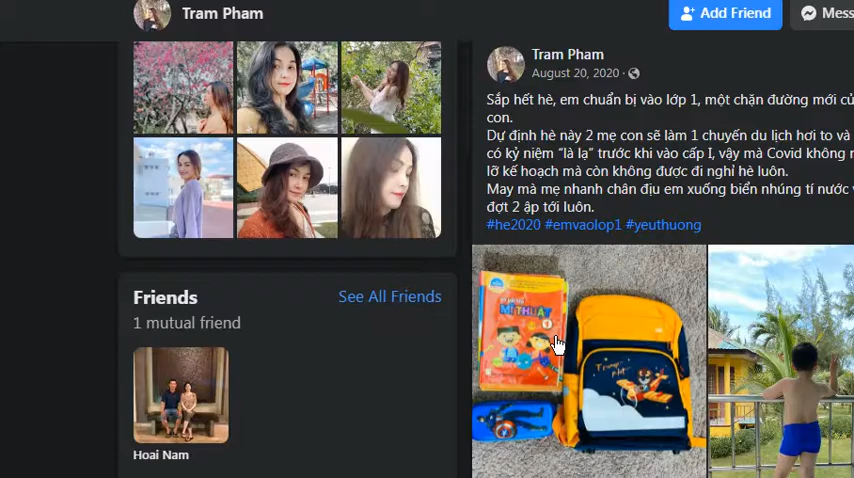 Tram Pham
Add Friend
Mess
Tram Pham
August 20, 2020
Sắp hết hè, em chuẩn bị vào lớp 1, một chặn đường mới củ
con.
Dự định hè này 2 mẹ con sẽ làm 1 chuyến du lịch hơi to và
có kỷ niệm “là lạ” trước khi vào cấp I, vậy mà Covid không
lỡ kế hoạch mà còn không được đi nghỉ hè luôn.
May mà mẹ nhanh chân địu em xuống biển nhúng tí nước
đợt 2 ập tới luôn.
#he2020 #emvaolop1 #yeuthuong
Friends
See All Friends
1 mutual friend
Hoai Nam
MĨ THUẬT
1